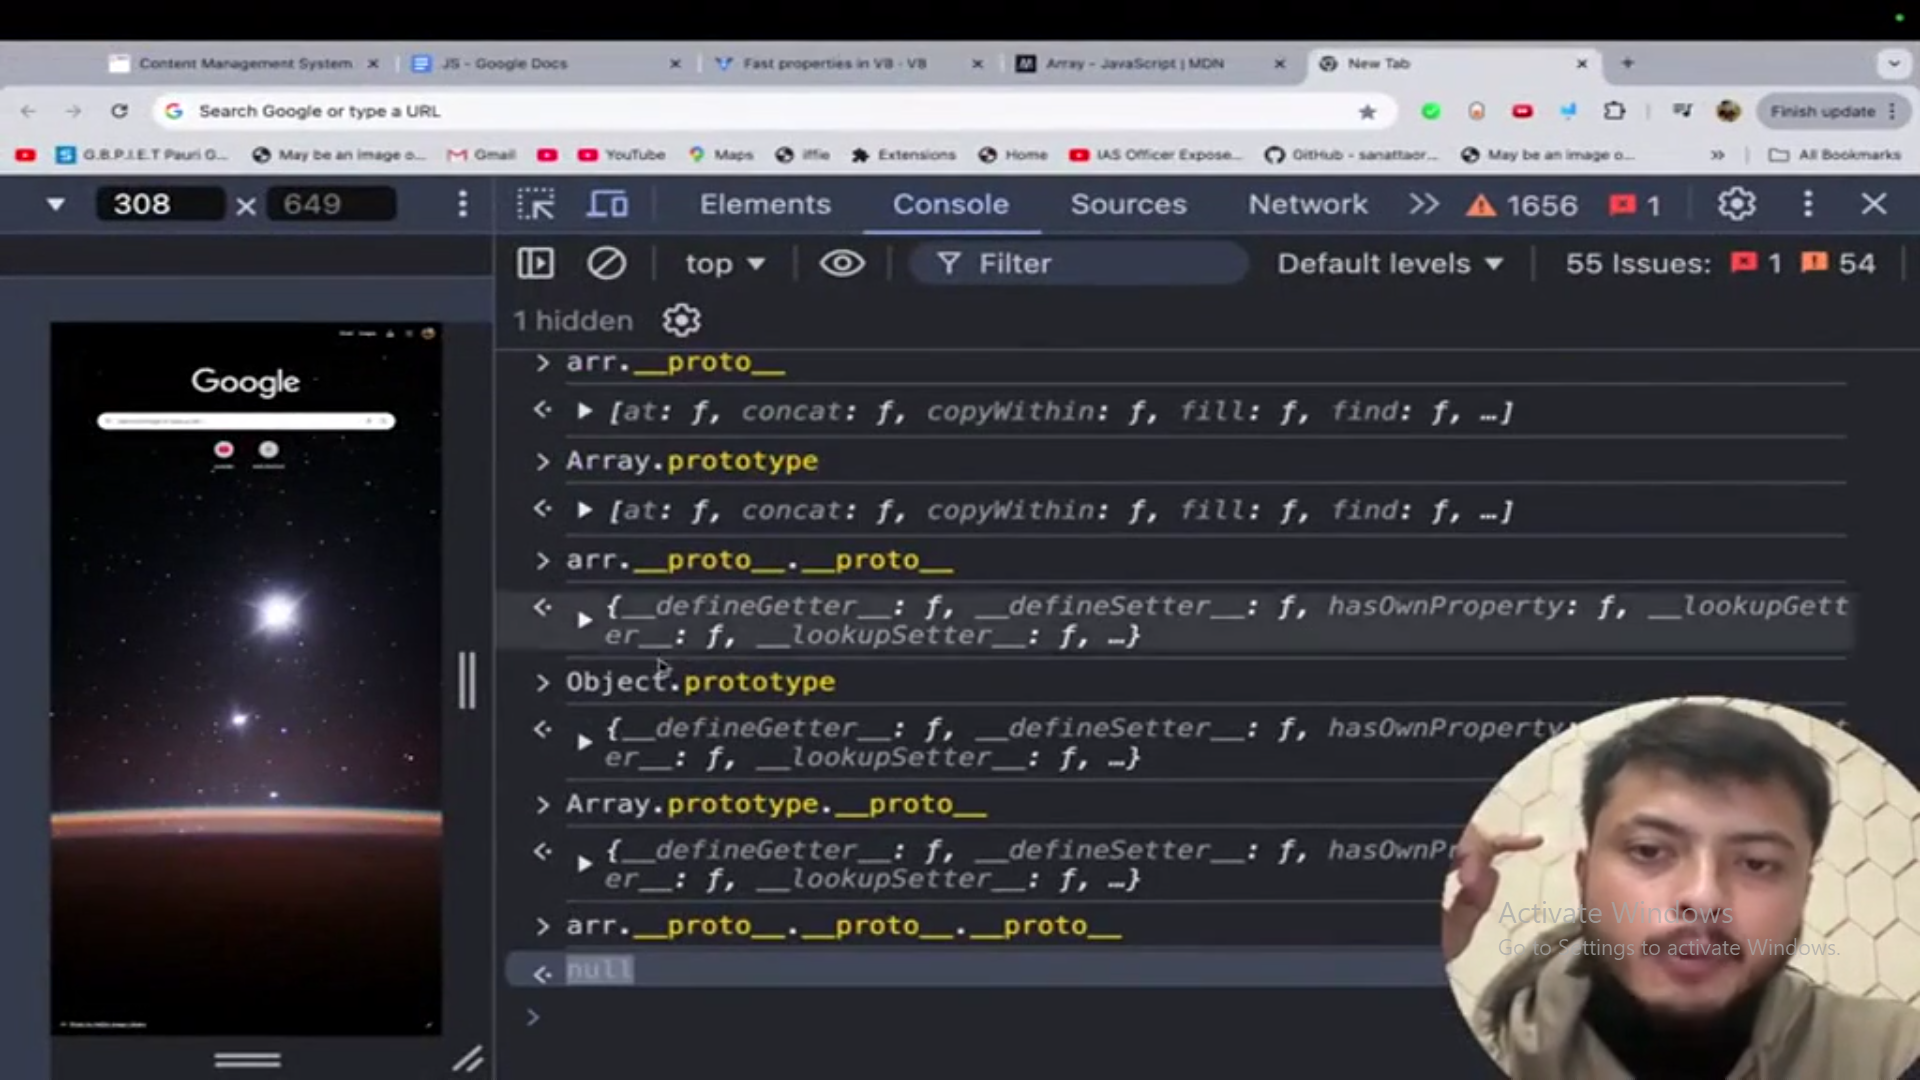 Content Management System
JS - Google Docs
Fast properties in V8 · V8
Array - JavaScript | MDN
New Tab
Search Google or type a URL
Finish update
G.B.P.I.E.T Pauri G...
May be an image o...
Gmail
YouTube
Maps
iffie
Extensions
Home
IAS Officer Expose...
GitHub - sanattaor...
May be an image o...
All Bookmarks
308 × 649
Elements
Console
Sources
Network
1656
1
top
Filter
Default levels
55 Issues: 1 54
1 hidden
Google
> arr.__proto__
[at: ƒ, concat: ƒ, copyWithin: ƒ, fill: ƒ, find: ƒ, …]
> Array.prototype
[at: ƒ, concat: ƒ, copyWithin: ƒ, fill: ƒ, find: ƒ, …]
> arr.__proto__.__proto__
{__defineGetter__: ƒ, __defineSetter__: ƒ, hasOwnProperty: ƒ, __lookupGett
er__: ƒ, __lookupSetter__: ƒ, …}
> Object.prototype
{__defineGetter__: ƒ, __defineSetter__: ƒ, hasOwnProperty:
er__: ƒ, __lookupSetter__: ƒ, …}
> Array.prototype.__proto__
{__defineGetter__: ƒ, __defineSetter__: ƒ, hasOwnPr
er__: ƒ, __lookupSetter__: ƒ, …}
> arr.__proto__.__proto__.__proto__
null
>
Activate Windows
Go to Settings to activate Windows.